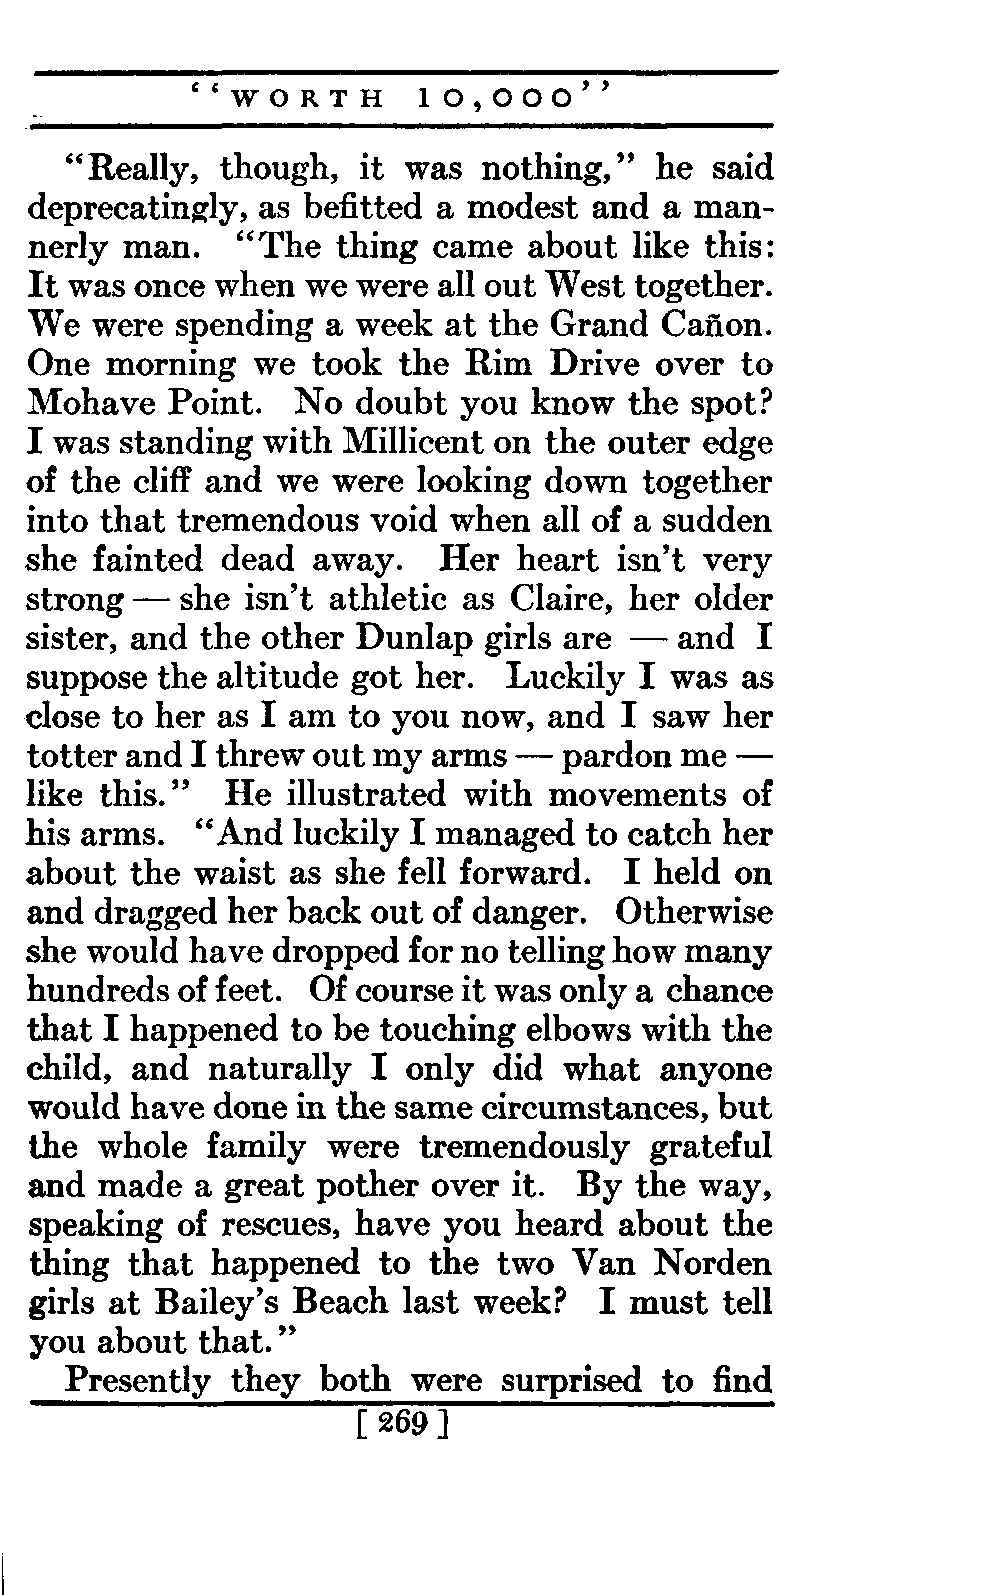 “WORTH 10,000”
“Really, though, it was nothing,” he said
deprecatingly, as befitted a modest and a man-
nerly man. “The thing came about like this:
It was once when we were all out West together.
We were spending a week at the Grand Cañon.
One morning we took the Rim Drive over to
Mohave Point. No doubt you know the spot?
I was standing with Millicent on the outer edge
of the cliff and we were looking down together
into that tremendous void when all of a sudden
she fainted dead away. Her heart isn’t very
strong — she isn’t athletic as Claire, her older
sister, and the other Dunlap girls are — and I
suppose the altitude got her. Luckily I was as
close to her as I am to you now, and I saw her
totter and I threw out my arms — pardon me —
like this.” He illustrated with movements of
his arms. “And luckily I managed to catch her
about the waist as she fell forward. I held on
and dragged her back out of danger. Otherwise
she would have dropped for no telling how many
hundreds of feet. Of course it was only a chance
that I happened to be touching elbows with the
child, and naturally I only did what anyone
would have done in the same circumstances, but
the whole family were tremendously grateful
and made a great pother over it. By the way,
speaking of rescues, have you heard about the
thing that happened to the two Van Norden
girls at Bailey’s Beach last week? I must tell
you about that.”
Presently they both were surprised to find
[ 269 ]